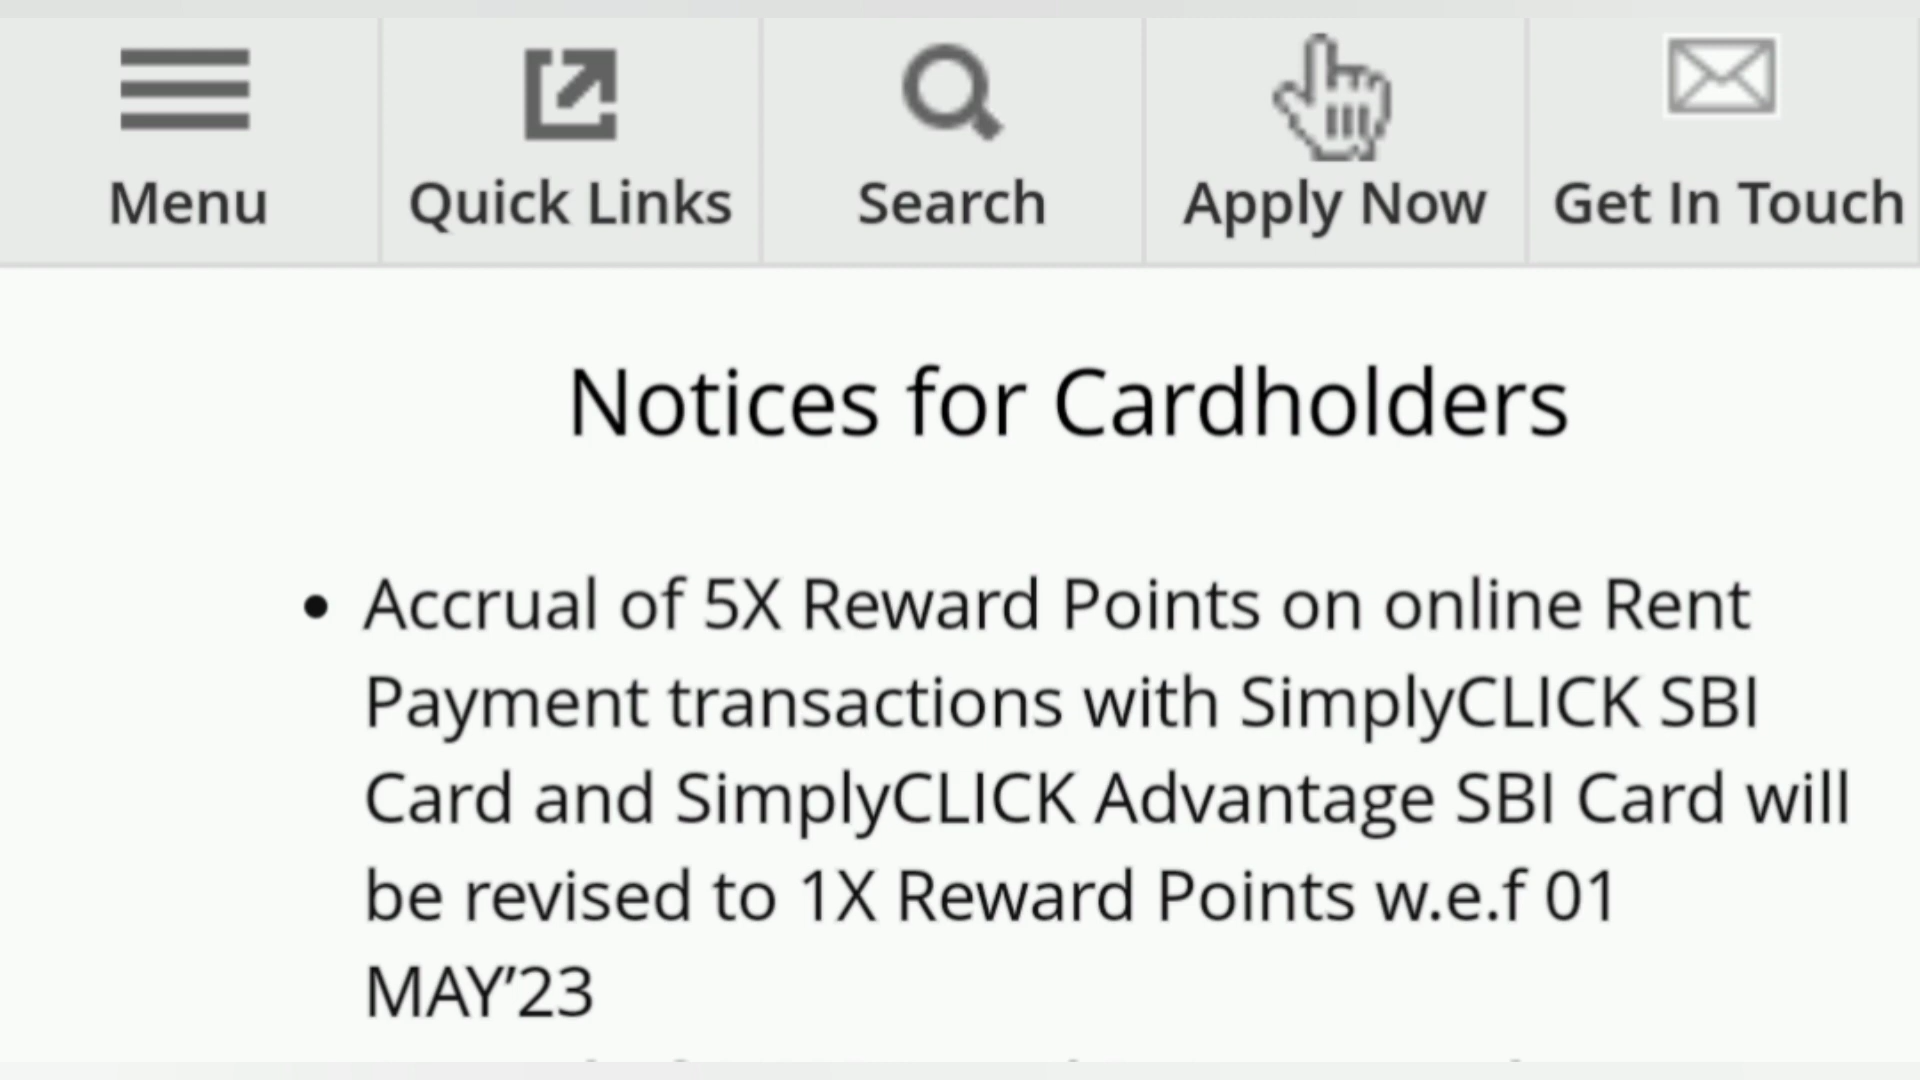 Menu
Quick Links
Search
Apply Now
Get In Touch
Notices for Cardholders
• Accrual of 5X Reward Points on online Rent
Payment transactions with SimplyCLICK SBI
Card and SimplyCLICK Advantage SBI Card will
be revised to 1X Reward Points w.e.f 01
MAY’23